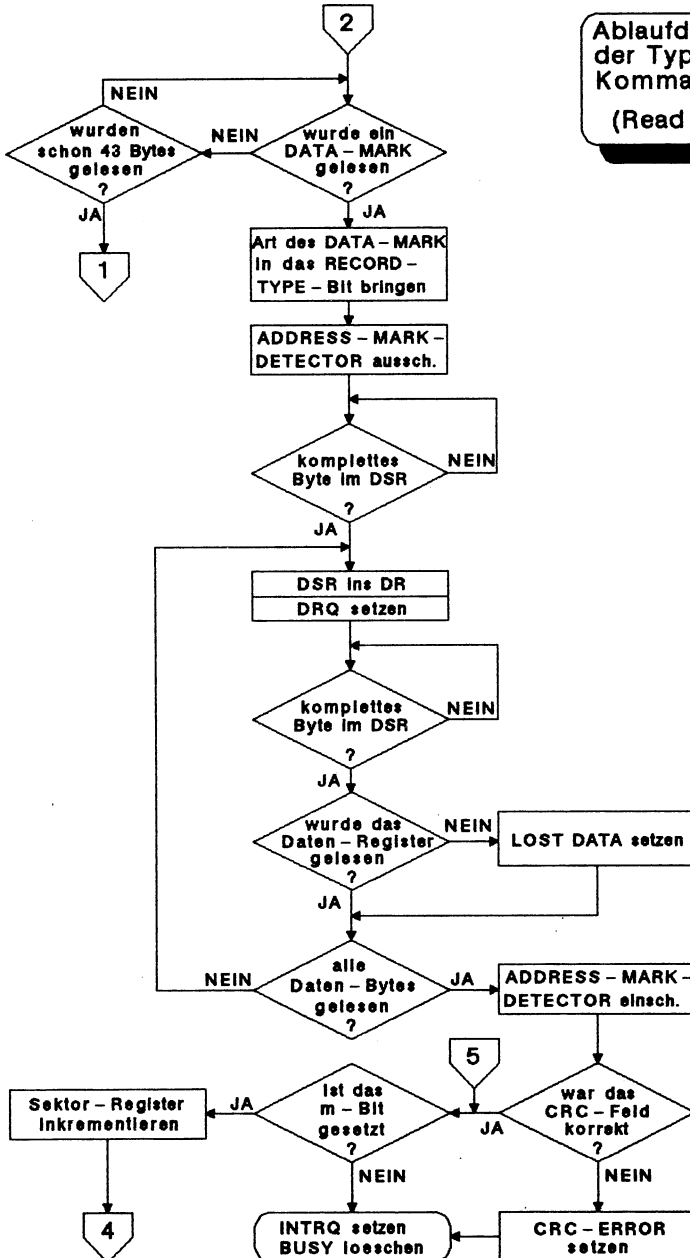 2
Ablaufd
der Typ
Komma
(Read
NEIN
wurden
schon 43 Bytes
gelesen
?
NEIN
wurde ein
DATA – MARK
gelesen
?
JA
JA
1
Art des DATA – MARK
in das RECORD –
TYPE – Bit bringen
ADDRESS – MARK –
DETECTOR aussch.
komplettes
Byte im DSR
?
NEIN
JA
DSR ins DR
DRQ setzen
komplettes
Byte im DSR
?
NEIN
JA
wurde das
Daten – Register
gelesen
?
NEIN
LOST DATA setzen
JA
alle
Daten – Bytes
gelesen
?
NEIN
JA
ADDRESS – MARK –
DETECTOR einsch.
5
war das
CRC – Feld
korrekt
?
JA
ist das
m – Bit
gesetzt
?
JA
Sektor – Register
inkrementieren
NEIN
NEIN
4
INTRQ setzen
BUSY loeschen
CRC – ERROR
setzen